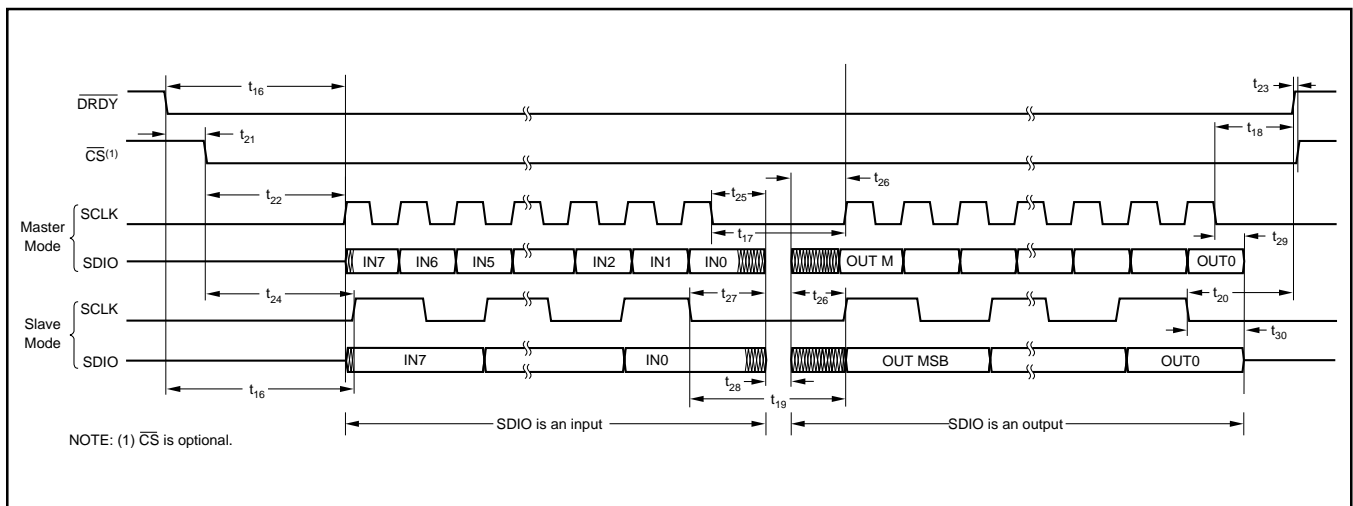 t16
DRDY
t23
t18
t21
CS(1)
t22
t25
t26
Master
Mode
SCLK
t17
t29
SDIO
IN7 IN6 IN5 IN2 IN1 IN0 OUT M OUT0
t24
t27
t26
t20
Slave
Mode
SCLK
t30
SDIO
IN7 IN0 OUT MSB OUT0
t28
t16
t19
SDIO is an input
SDIO is an output
NOTE: (1) CS is optional.